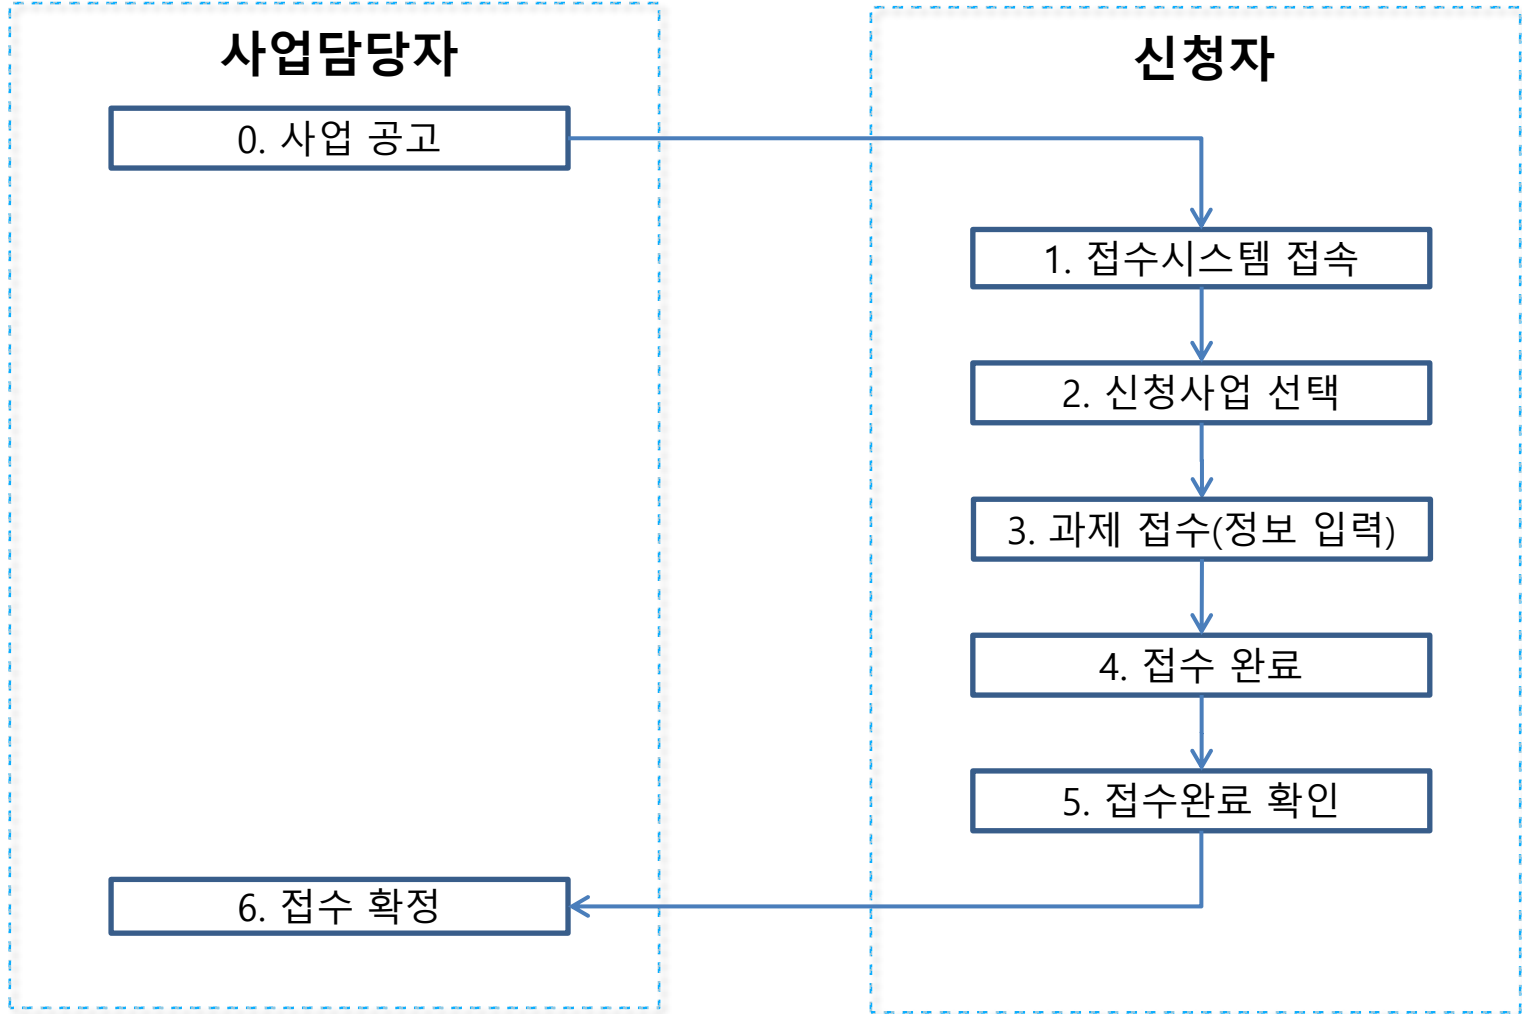 사업담당자
신청자
0. 사업 공고
1. 접수시스템 접속
2. 신청사업 선택
3. 과제 접수(정보 입력)
4. 접수 완료
5. 접수완료 확인
6. 접수 확정